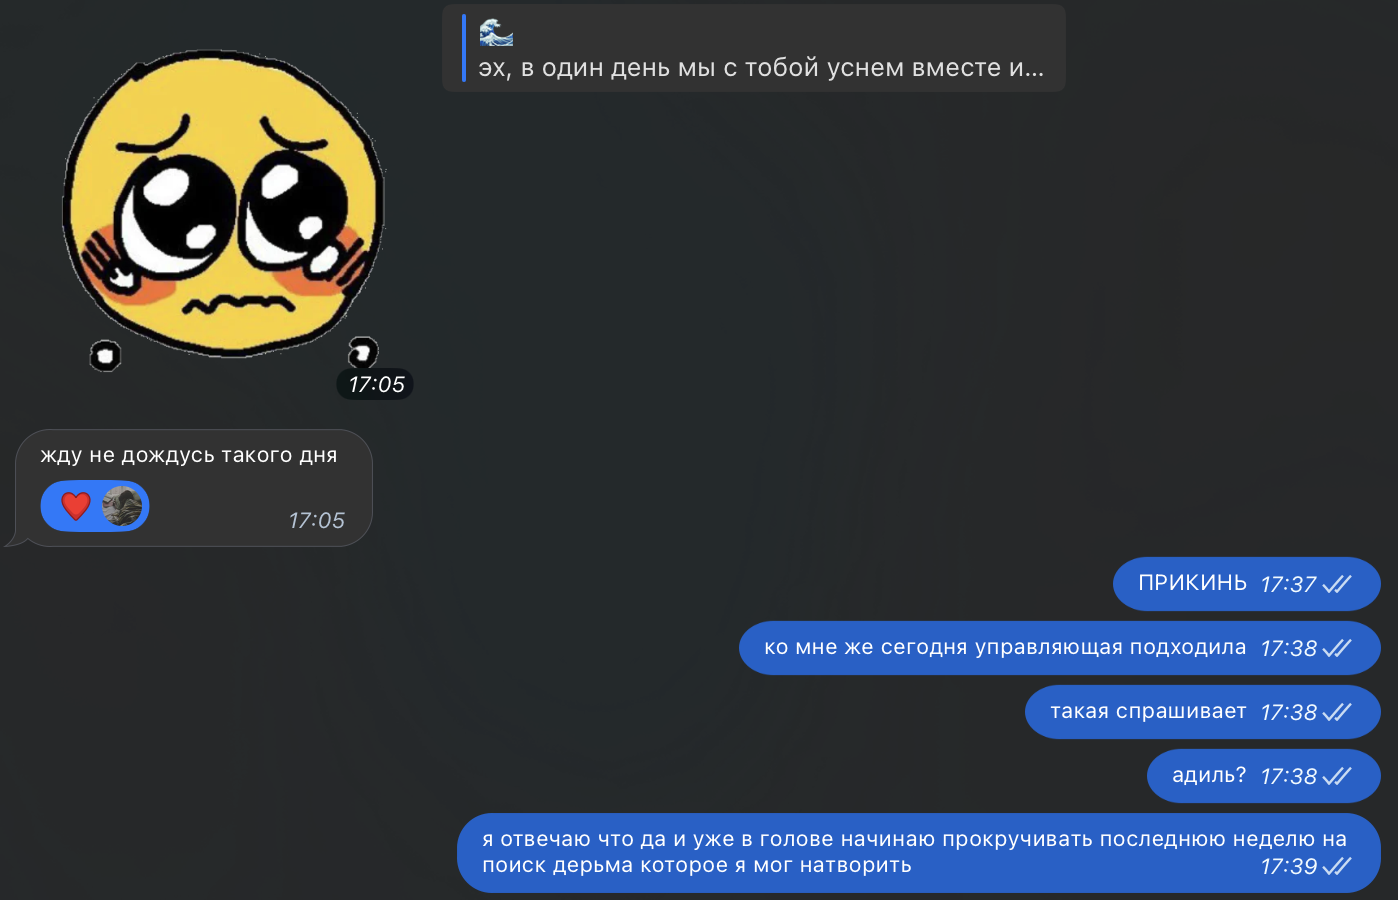 эх, в один день мы с тобой уснем вместе и...
17:05
жду не дождусь такого дня
17:05
ПРИКИНЬ 17:37
ко мне же сегодня управляющая подходила 17:38
такая спрашивает 17:38
адиль? 17:38
я отвечаю что да и уже в голове начинаю прокручивать последнюю неделю на
поиск дерьма которое я мог натворить 17:39